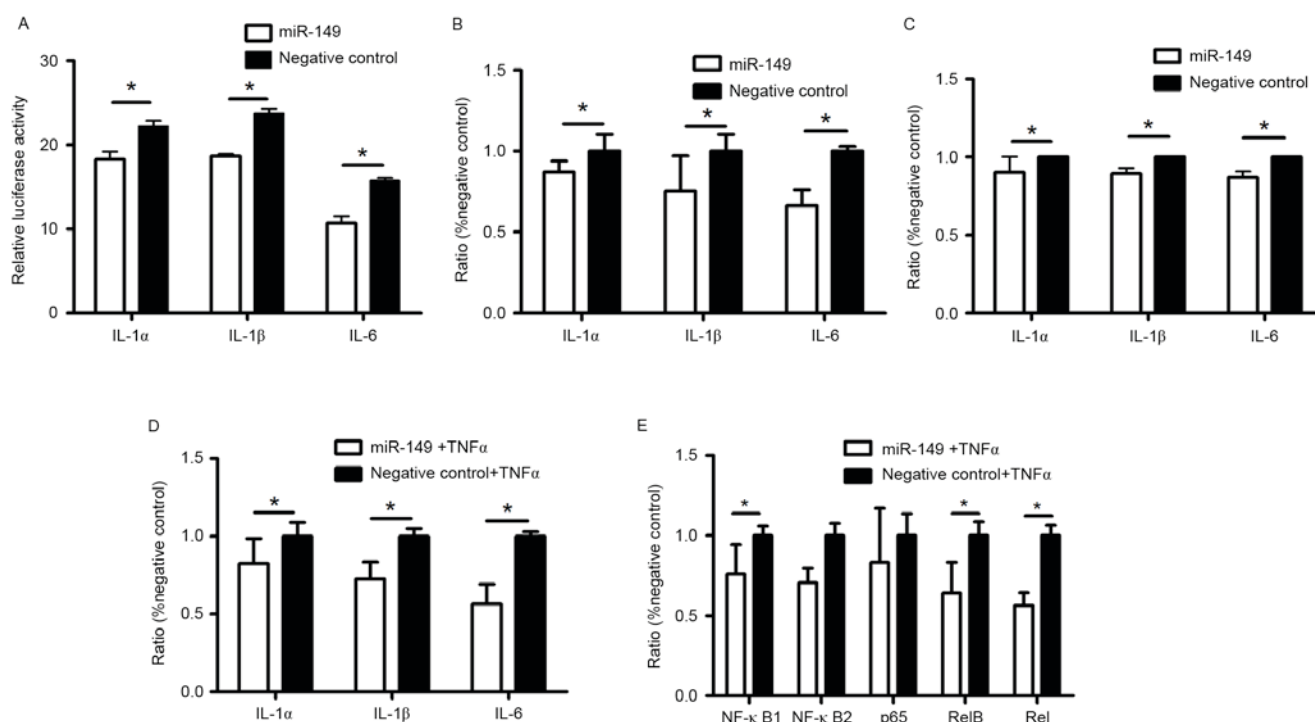 A
miR-149
Negative control
Relative luciferase activity
30
20
10
0
*
*
*
IL-1α
IL-1β
IL-6
B
miR-149
Negative control
Ratio (%negative control)
1.5
1.0
0.5
0.0
*
*
*
IL-1α
IL-1β
IL-6
C
miR-149
Negative control
Ratio (%negative control)
1.5
1.0
0.5
0.0
*
*
*
IL-1α
IL-1β
IL-6
D
miR-149 +TNFα
Negative control+TNFα
Ratio (%negative control)
1.5
1.0
0.5
0.0
*
*
*
IL-1α
IL-1β
IL-6
E
miR-149 +TNFα
Negative control+TNFα
Ratio (%negative control)
1.5
1.0
0.5
0.0
*
*
*
NF-κ B1
NF-κ B2
p65
RelB
Rel